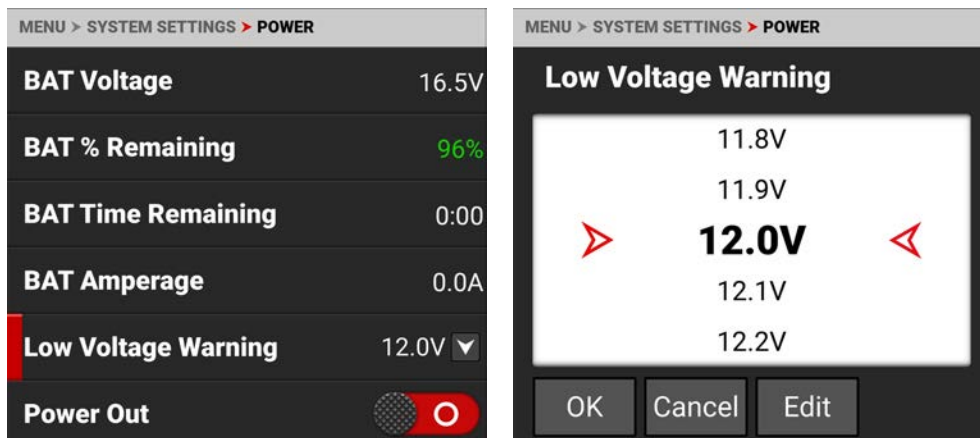 MENU > SYSTEM SETTINGS > POWER
BAT Voltage 16.5V
BAT % Remaining 96%
BAT Time Remaining 0:00
BAT Amperage 0.0A
Low Voltage Warning 12.0V
Power Out
MENU > SYSTEM SETTINGS > POWER
Low Voltage Warning
11.8V
11.9V
12.0V
12.1V
12.2V
OK Cancel Edit